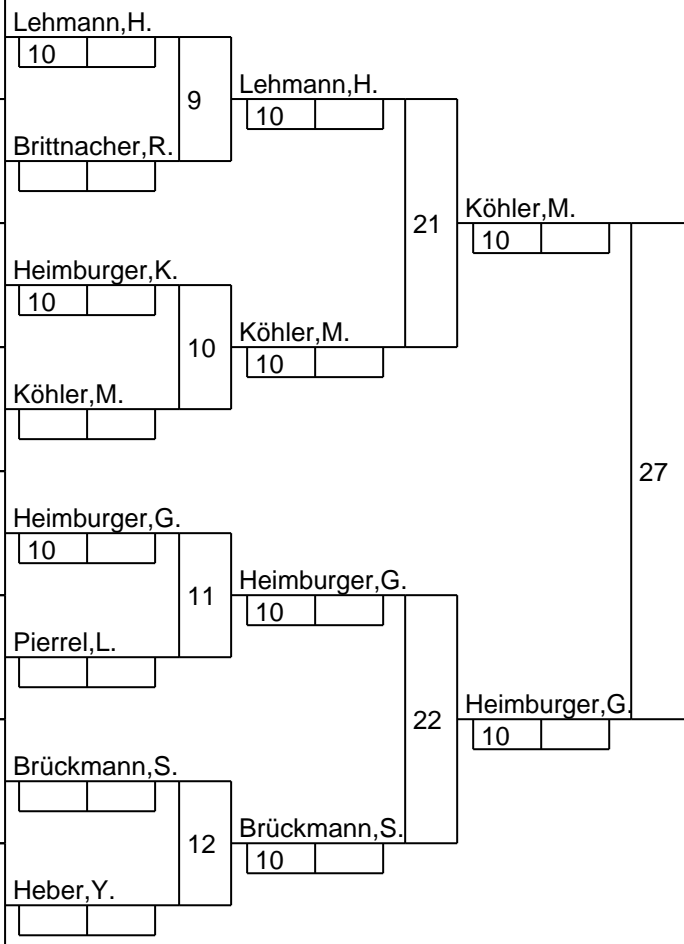 Lehmann,H.
10
9
Lehmann,H.
10
Brittnacher,R.
21
Köhler,M.
10
Heimburger,K.
10
10
Köhler,M.
10
Köhler,M.
27
Heimburger,G.
10
11
Heimburger,G.
10
Pierrel,L.
22
Heimburger,G.
10
Brückmann,S.
12
Brückmann,S.
10
Heber,Y.